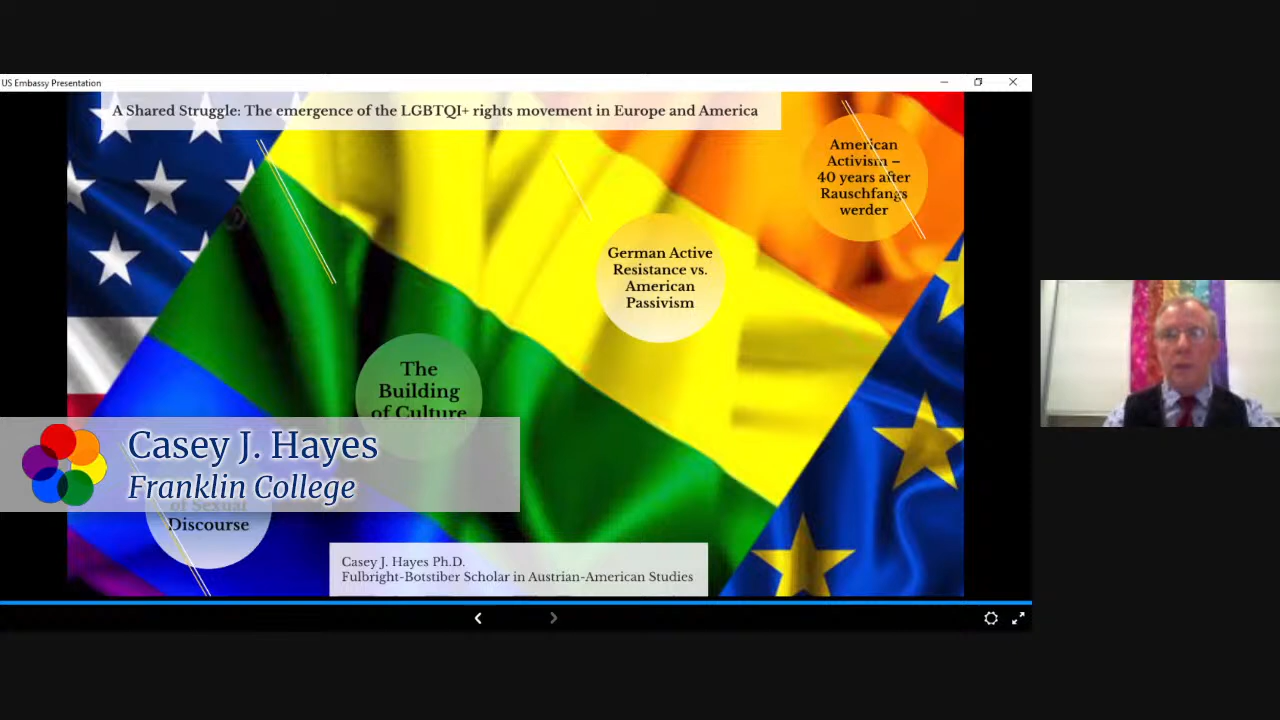 US Embassy Presentation
A Shared Struggle: The emergence of the LGBTQI+ rights movement in Europe and America
American
Activism –
40 years after
Rauschfangs
werder
German Active
Resistance vs.
American
Passivism
The
Building
of Culture
Casey J. Hayes
Franklin College
of Sexual
Discourse
Casey J. Hayes Ph.D.
Fulbright-Botstiber Scholar in Austrian-American Studies